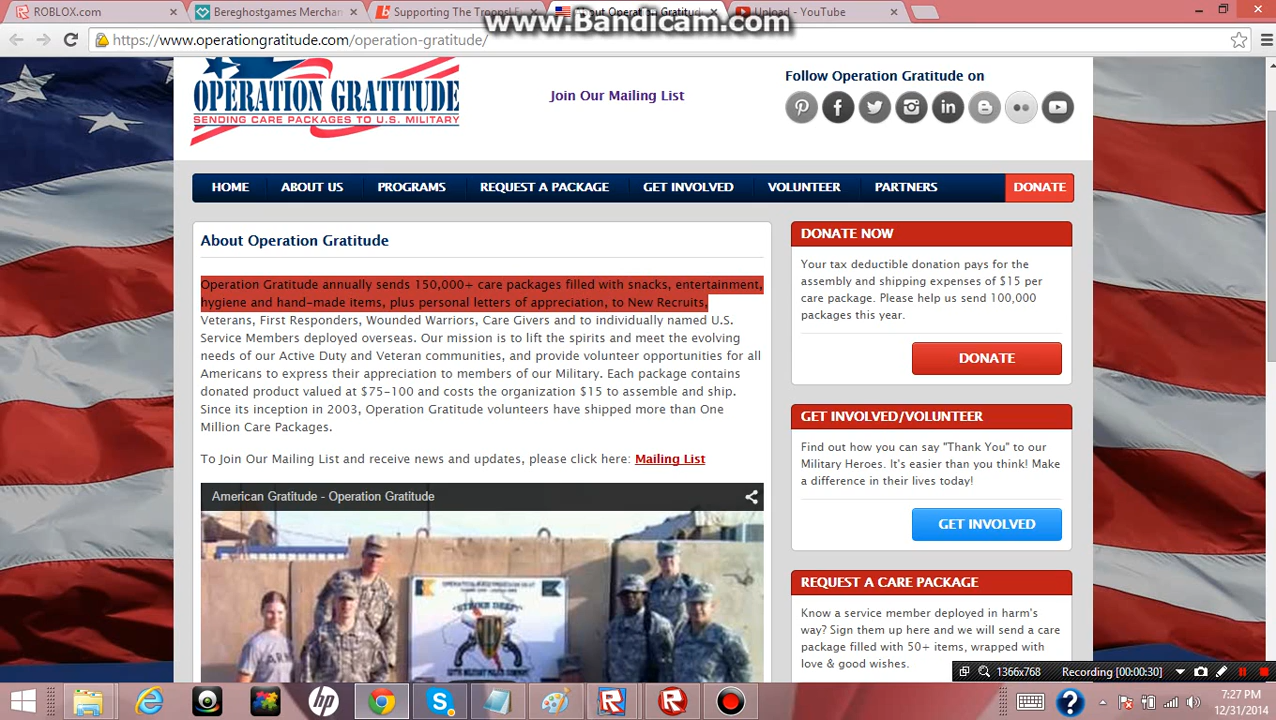 ROBLOX.com
Bereghostgames Merchan
Supporting The Troops!
About Operation Gratitud
Upload - YouTube
www.Bandicam.com
https://www.operationgratitude.com/operation-gratitude/
OPERATION GRATITUDE
SENDING CARE PACKAGES TO U.S. MILITARY
Join Our Mailing List
Follow Operation Gratitude on
HOME
ABOUT US
PROGRAMS
REQUEST A PACKAGE
GET INVOLVED
VOLUNTEER
PARTNERS
DONATE
About Operation Gratitude
Operation Gratitude annually sends 150,000+ care packages filled with snacks, entertainment,
hygiene and hand-made items, plus personal letters of appreciation, to New Recruits,
Veterans, First Responders, Wounded Warriors, Care Givers and to individually named U.S.
Service Members deployed overseas. Our mission is to lift the spirits and meet the evolving
needs of our Active Duty and Veteran communities, and provide volunteer opportunities for all
Americans to express their appreciation to members of our Military. Each package contains
donated product valued at $75-100 and costs the organization $15 to assemble and ship.
Since its inception in 2003, Operation Gratitude volunteers have shipped more than One
Million Care Packages.
To Join Our Mailing List and receive news and updates, please click here: Mailing List
American Gratitude - Operation Gratitude
"STRIKE DEEP"
ARM
DONATE NOW
Your tax deductible donation pays for the
assembly and shipping expenses of $15 per
care package. Please help us send 100,000
packages this year.
DONATE
GET INVOLVED/VOLUNTEER
Find out how you can say "Thank You" to our
Military Heroes. It's easier than you think! Make
a difference in their lives today!
GET INVOLVED
REQUEST A CARE PACKAGE
Know a service member deployed in harm's
way? Sign them up here and we will send a care
package filled with 50+ items, wrapped with
love & good wishes.
1366x768
Recording [00:00:30]
7:27 PM
12/31/2014